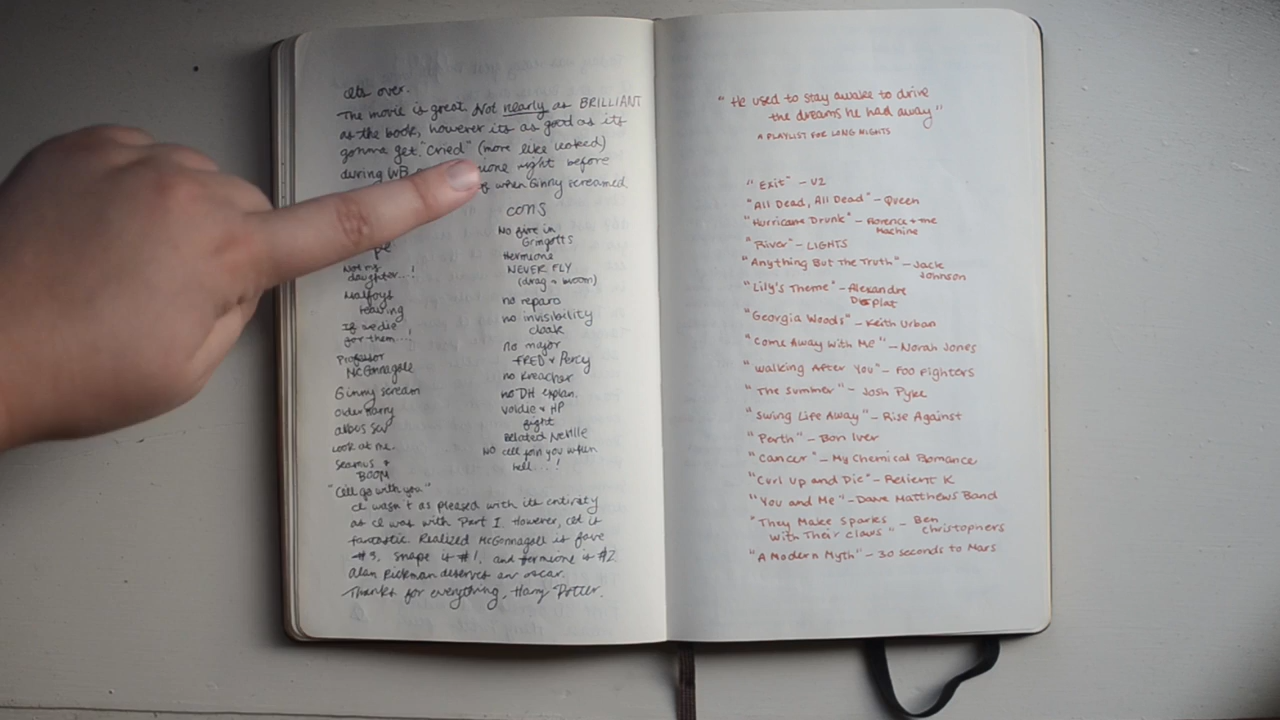 It's over.
The movie is great. Not nearly as BRILLIANT
as the book, however its as good as its
gonna get. "Cried" (more like leaked)
during WB right before
when Ginny screamed.
cons
No fire in
Gringotts
Hermione
NEVER FLY
(drag + broom)
no reparo
no invisibility
cloak
no major
FRED + Percy
no Kreacher
no DH explan.
Voldie + HP
fight
Belated Neville
NO I'll join you when
hell....!
Not my
daughter....!
Malfoys
leaving
If we die
for them....!
Professor
McGonnagale
Ginny scream
older Harry
albus sev
look at me.
Seamus +
BOOM
"I'll go with you"
I wasn't as pleased with its entirety
as I was with Part I. However, it is
fantastic. Realized McGonnagall is fave
#3. Snape is #1, and Hermione is #2.
Alan Rickman deserves an oscar.
Thanks for everything, Harry Potter.
"He used to stay awake to drive
the dreams he had away"
A PLAYLIST FOR LONG NIGHTS
"Exit" - U2
"All Dead, All Dead" - Queen
"Hurricane Drunk" - Florence + the
Machine
"River" - LIGHTS
"Anything But The Truth" - Jack
Johnson
"Lily's Theme" - Alexandre
Desplat
"Georgia Woods" - Keith Urban
"Come Away With Me" - Norah Jones
"Walking After You" - Foo Fighters
"The Summer" - Josh Pyke
"Swing Life Away" - Rise Against
"Perth" - Bon Iver
"Cancer" - My Chemical Romance
"Curl Up and Die" - Relient K
"You and Me" - Dave Matthews Band
"They Make Sparks - Ben
With Their Claws" Christophers
"A Modern Myth" - 30 Seconds to Mars